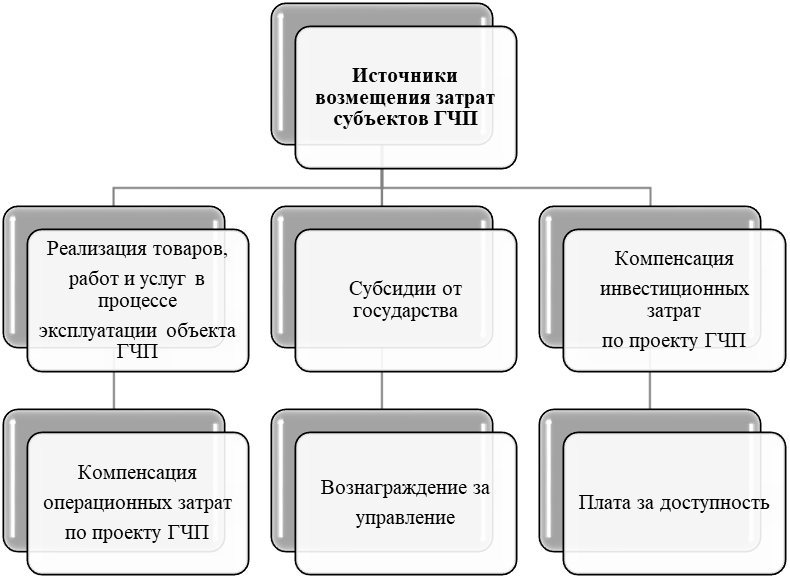 Источники
возмещения затрат
субъектов ГЧП
Реализация товаров,
работ и услуг в
процессе
эксплуатации объекта
ГЧП
Субсидии от
государства
Компенсация
инвестиционных
затрат
по проекту ГЧП
Компенсация
операционных затрат
по проекту ГЧП
Вознаграждение за
управление
Плата за доступность